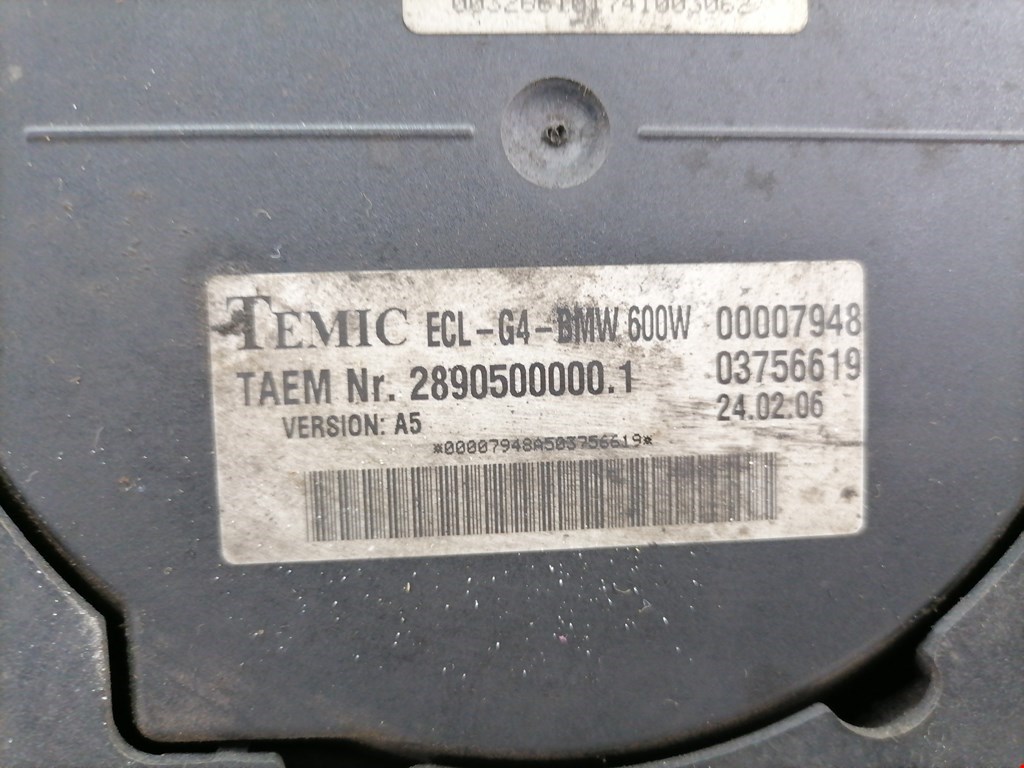 TEMIC ECL-G4-BMW 600W 00007948
TAEM Nr. 2890500000.1 03756619
VERSION: A5 24.02.06
*00007948A503756619*